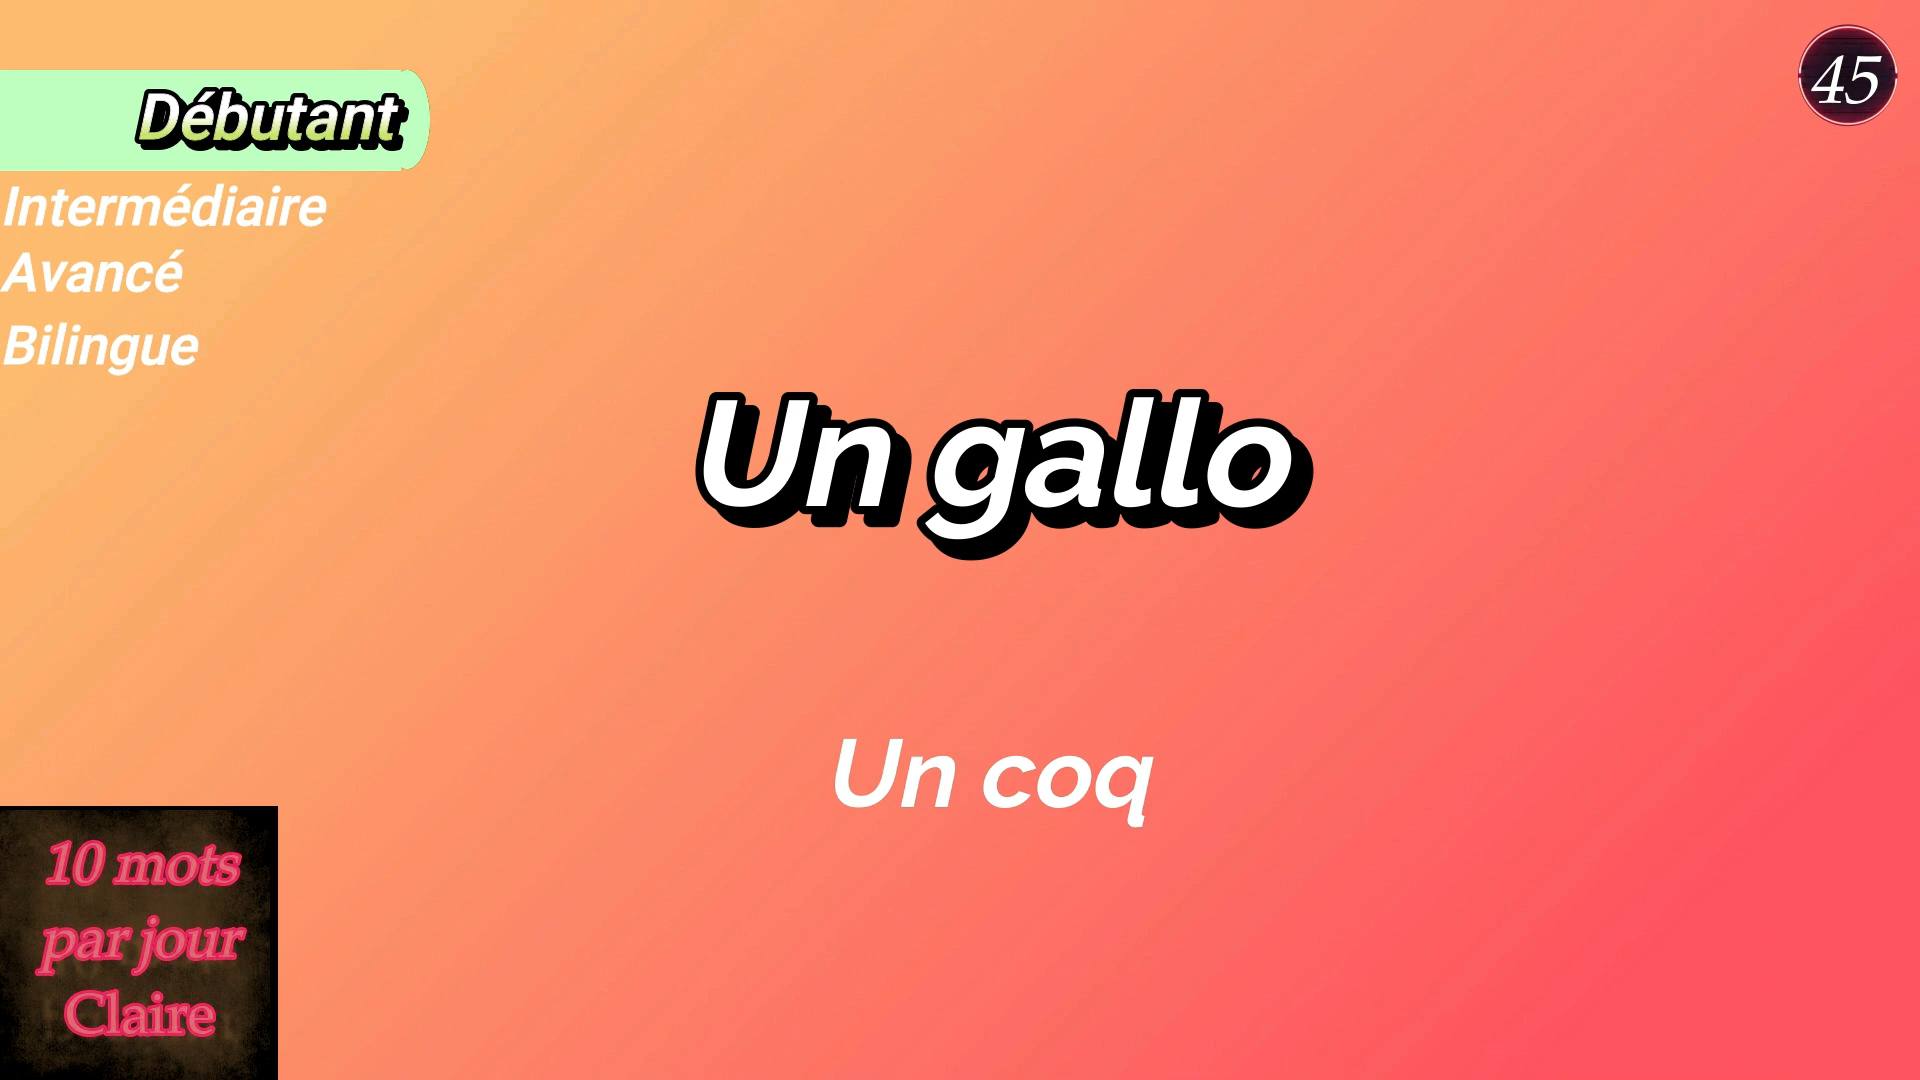 Débutant
45
Intermédiaire
Avancé
Bilingue
Un gallo
Un coq
10 mots
par jour
Claire